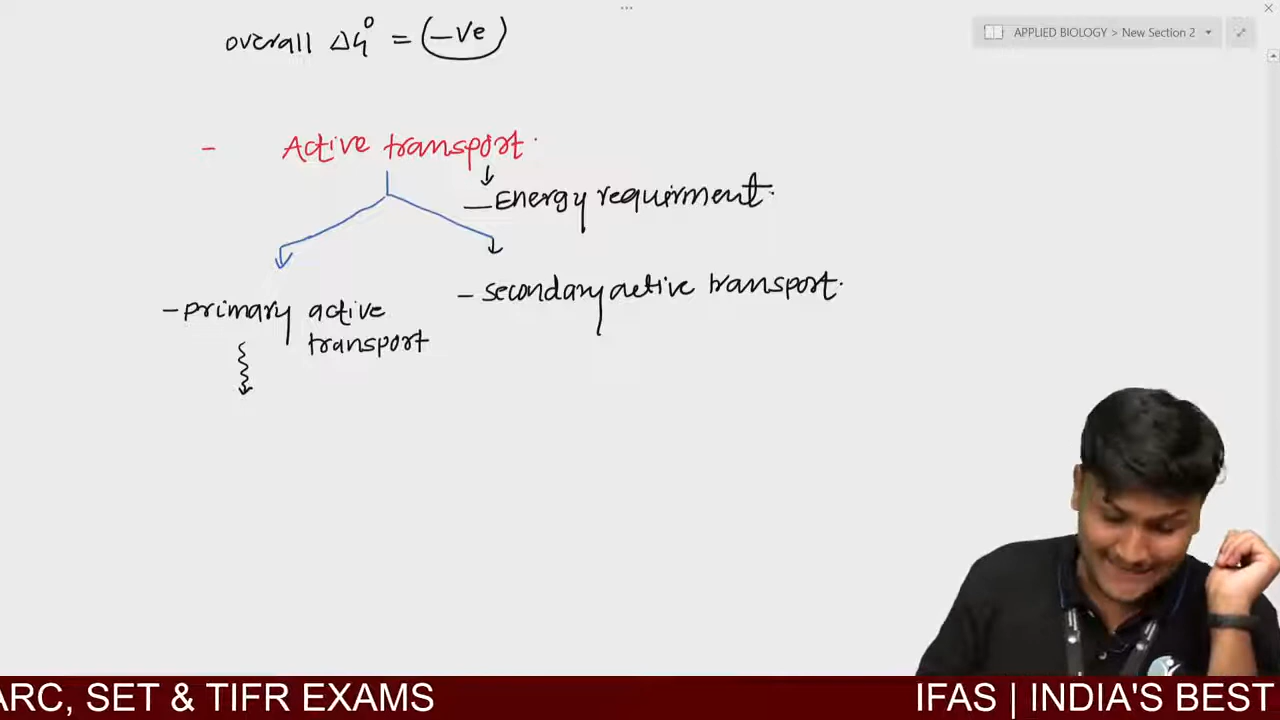 overall ΔG° = (-ve)
APPLIED BIOLOGY > New Section 2
- Active transport.
- Energy requirment.
- primary active transport
- secondary active transport.
ARC, SET & TIFR EXAMS
IFAS | INDIA'S BEST